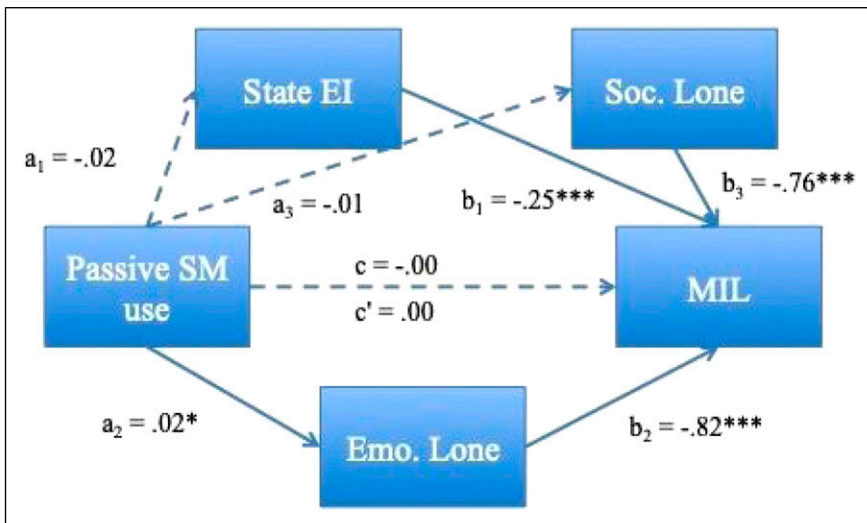 State EI
Soc. Lone
a₁ = -.02
a₃ = -.01
b₁ = -.25***
b₃ = -.76***
Passive SM
use
c = -.00
c' = .00
MIL
a₂ = .02*
Emo. Lone
b₂ = -.82***